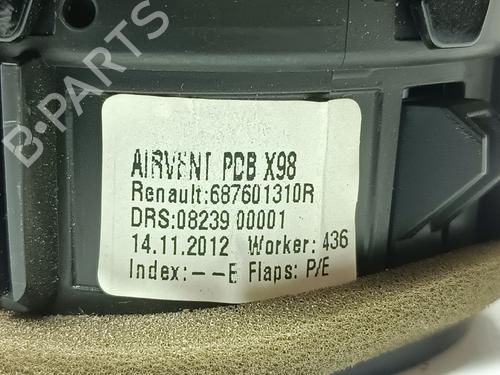 B-PARTS
AIRVENT PDB X98
Renault:687601310R
DRS:08239 00001
14.11.2012 Worker: 436
Index:--E Flaps: P/E